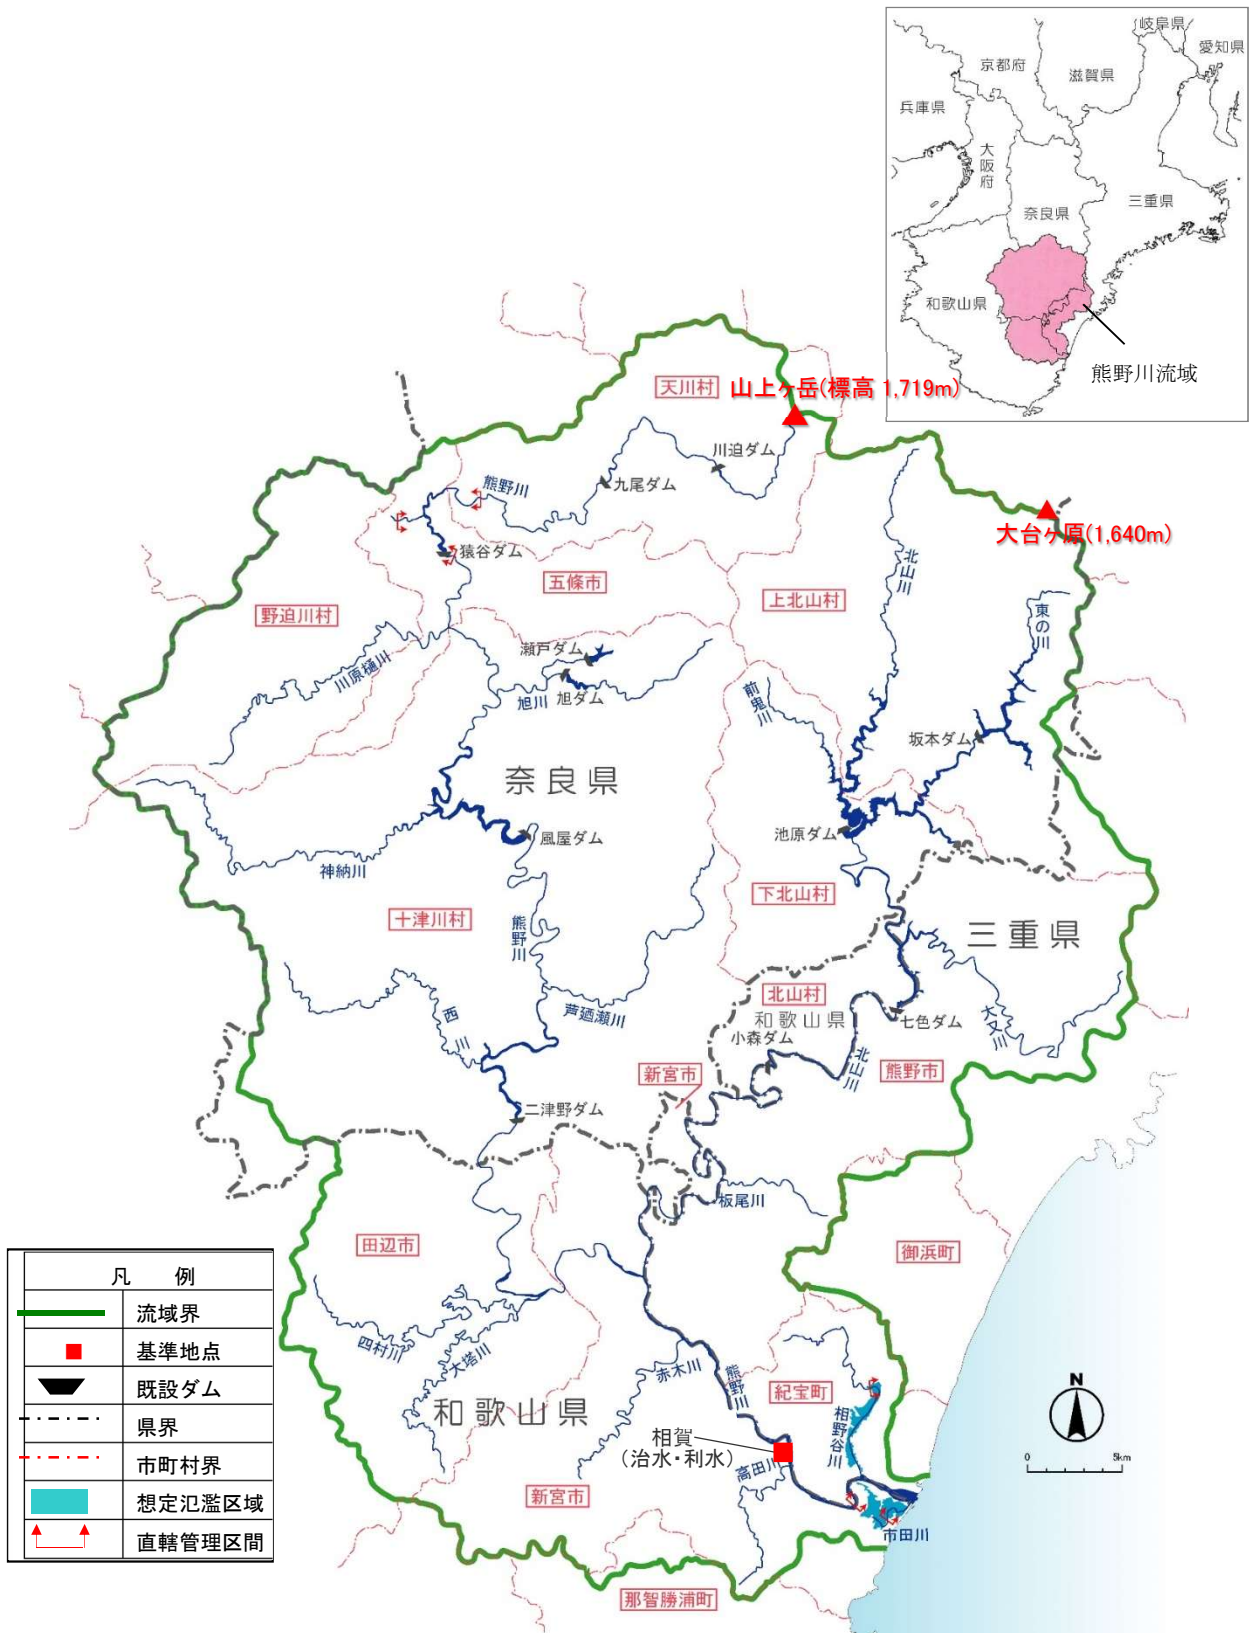 岐阜県
愛知県
京都府
滋賀県
兵庫県
大阪府
三重県
奈良県
和歌山県
熊野川流域
天川村
山上ヶ岳(標高 1,719m)
川迫ダム
九尾ダム
熊野川
大台ヶ原(1,640m)
猿谷ダム
五條市
北山川
上北山村
野迫川村
東の川
瀬戸ダム
川原樋川
旭川
旭ダム
前鬼川
坂本ダム
奈良県
池原ダム
風屋ダム
神納川
下北山村
十津川村
熊野川
三重県
北山村
和歌山県
七色ダム
大又川
芦廼瀬川
西川
小森ダム
北山川
熊野市
新宮市
二津野ダム
板尾川
田辺市
御浜町
凡 例
流域界
基準地点
既設ダム
県界
市町村界
想定氾濫区域
直轄管理区間
四村川
大塔川
赤木川
熊野川
紀宝町
相野谷川
和歌山県
相賀
(治水・利水)
高田川
新宮市
市田川
那智勝浦町
N
0
5km